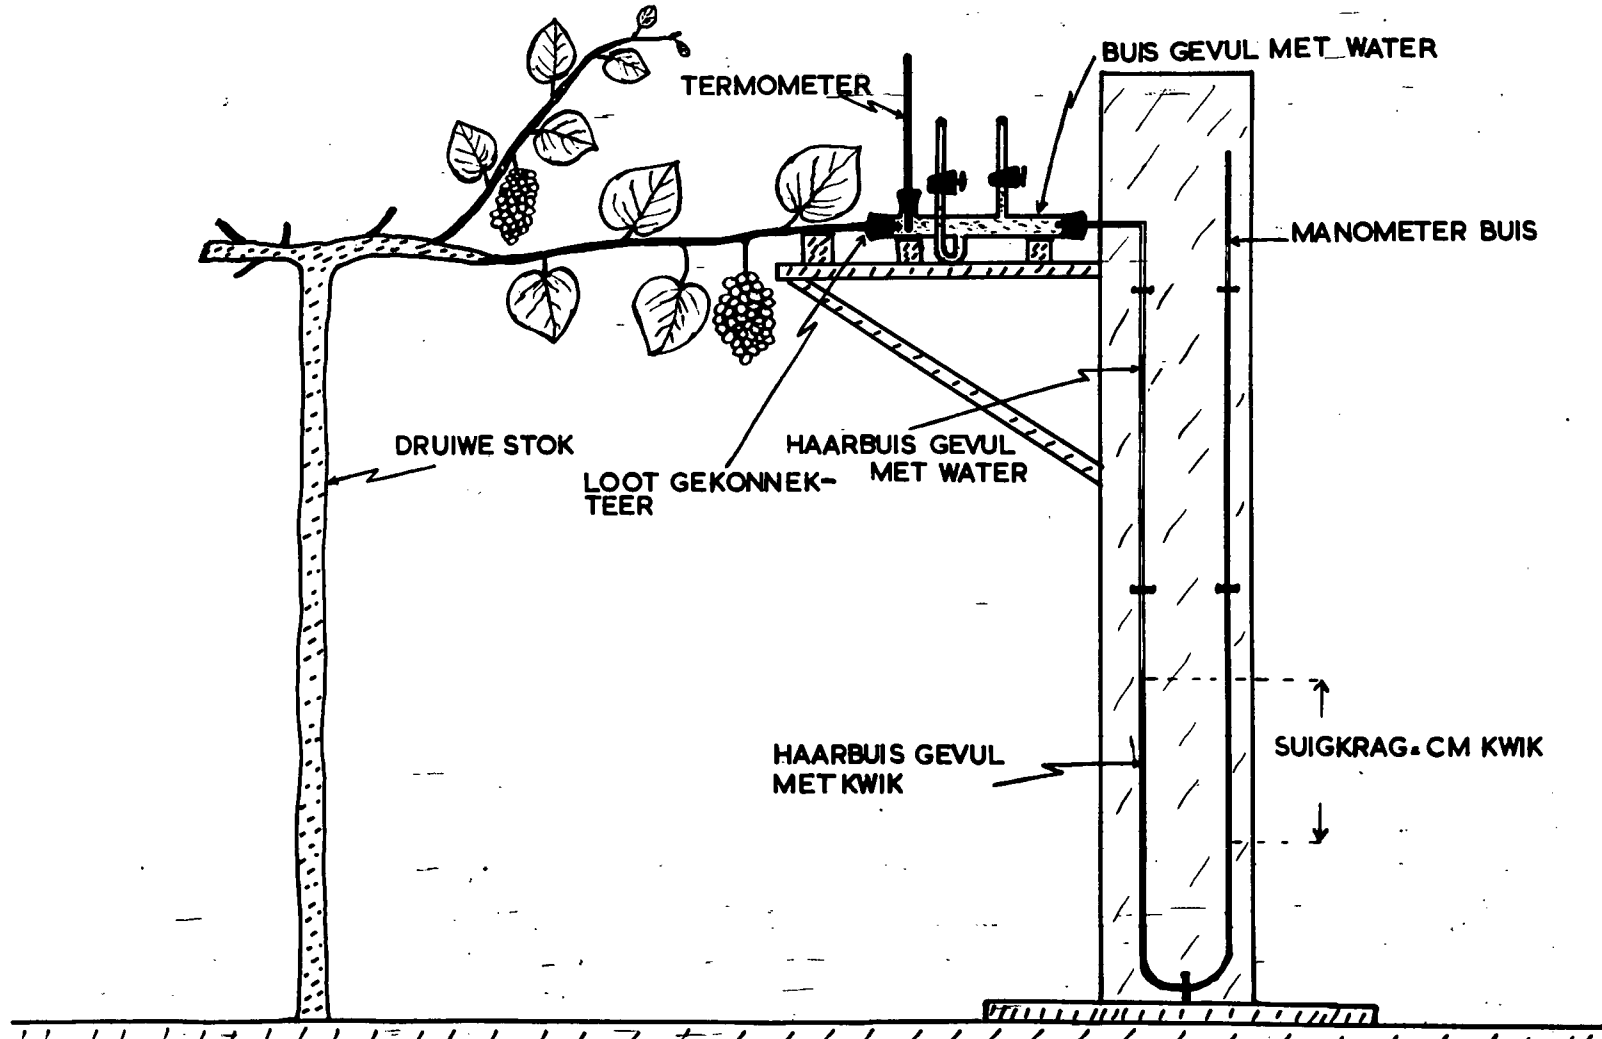 BUIS GEVUL MET WATER
TERMOMETER
MANOMETER BUIS
DRUIWE STOK
LOOT GEKONNEK-
TEER
HAARBUIS GEVUL
MET WATER
SUIGKRAG = CM KWIK
HAARBUIS GEVUL
MET KWIK